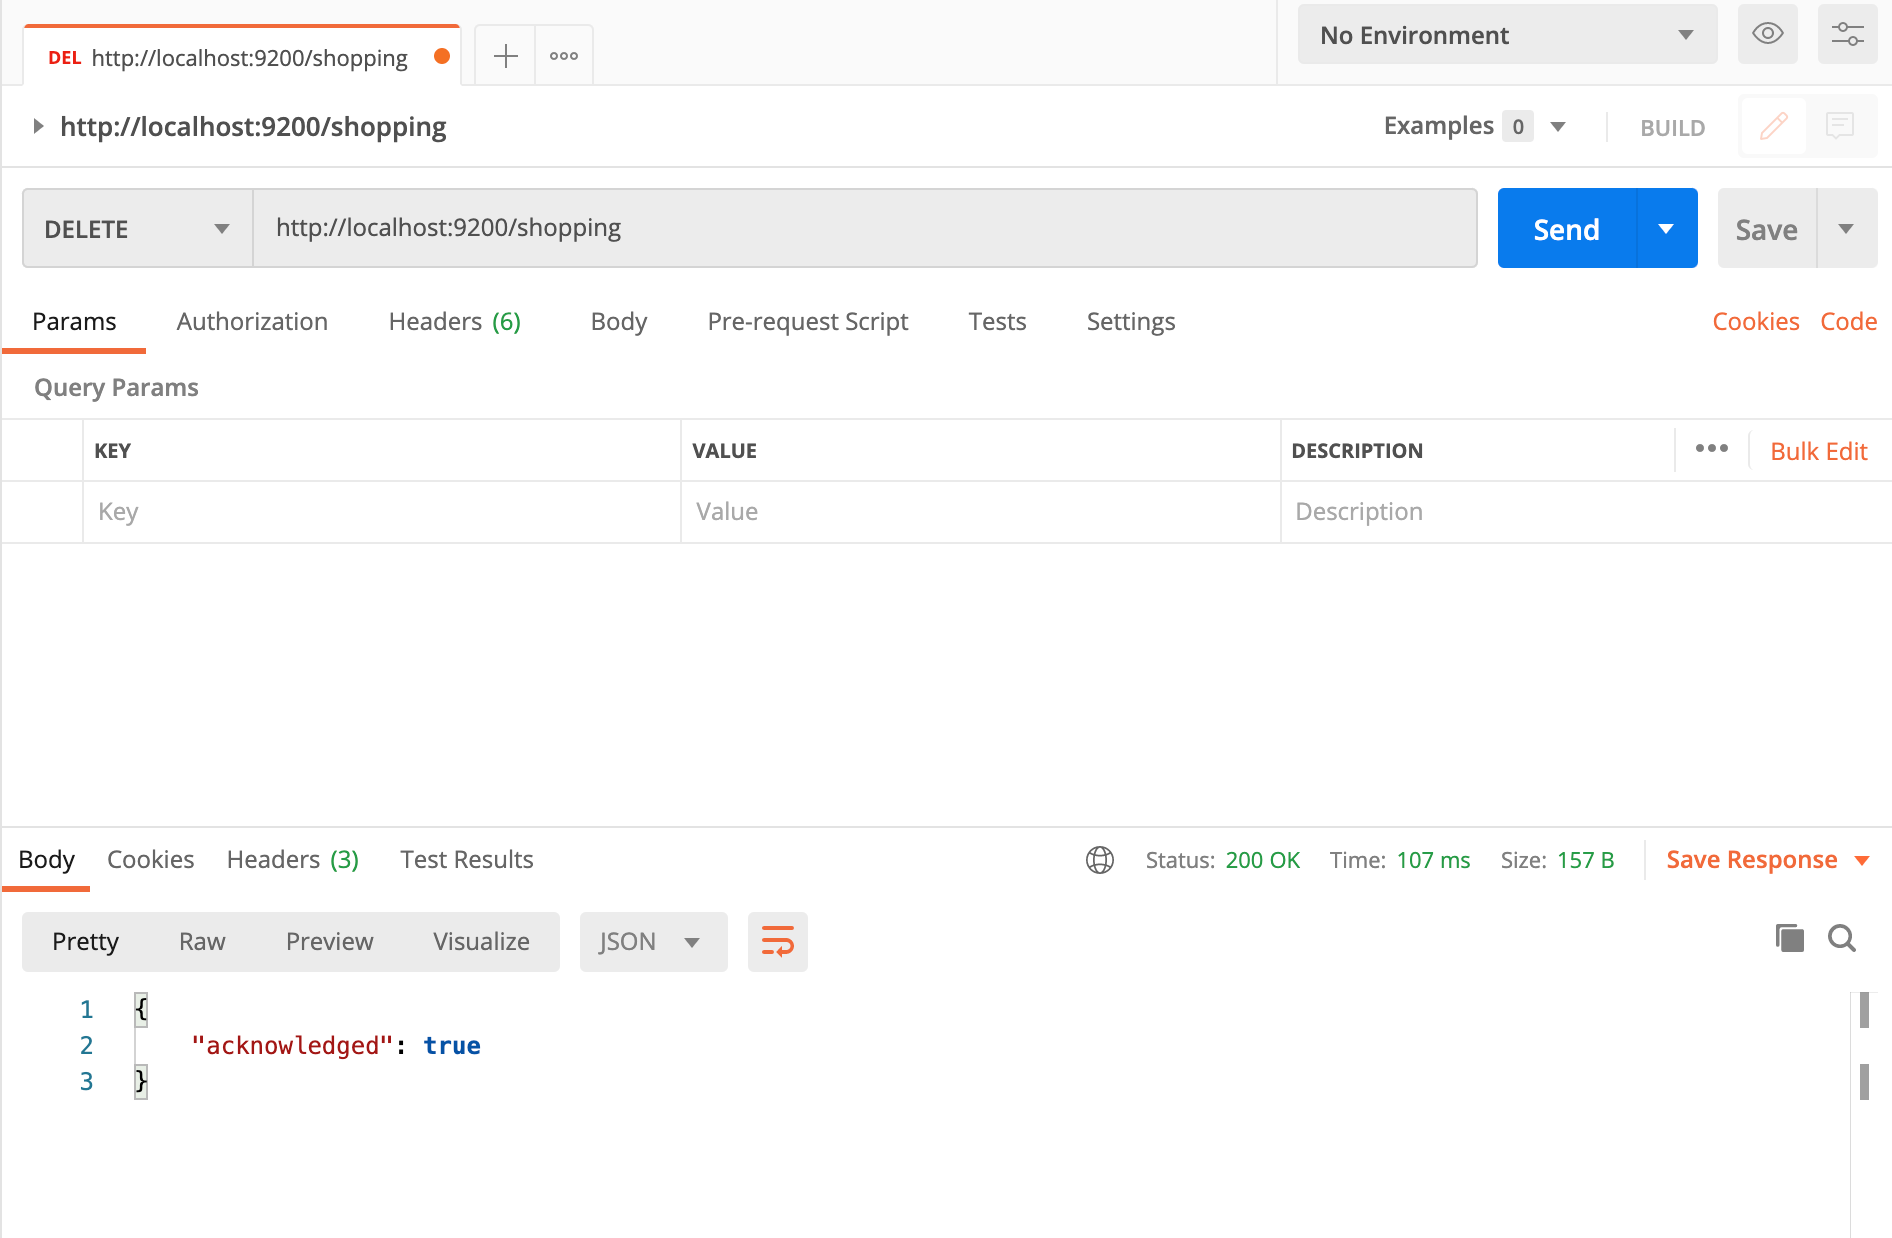 DEL http://localhost:9200/shopping
No Environment
http://localhost:9200/shopping
Examples 0
BUILD
DELETE
http://localhost:9200/shopping
Send
Save
Params
Authorization
Headers (6)
Body
Pre-request Script
Tests
Settings
Cookies
Code
Query Params
KEY
VALUE
DESCRIPTION
Bulk Edit
Key
Value
Description
Body
Cookies
Headers (3)
Test Results
Status: 200 OK
Time: 107 ms
Size: 157 B
Save Response
Pretty
Raw
Preview
Visualize
JSON
1 {
2 "acknowledged": true
3 }